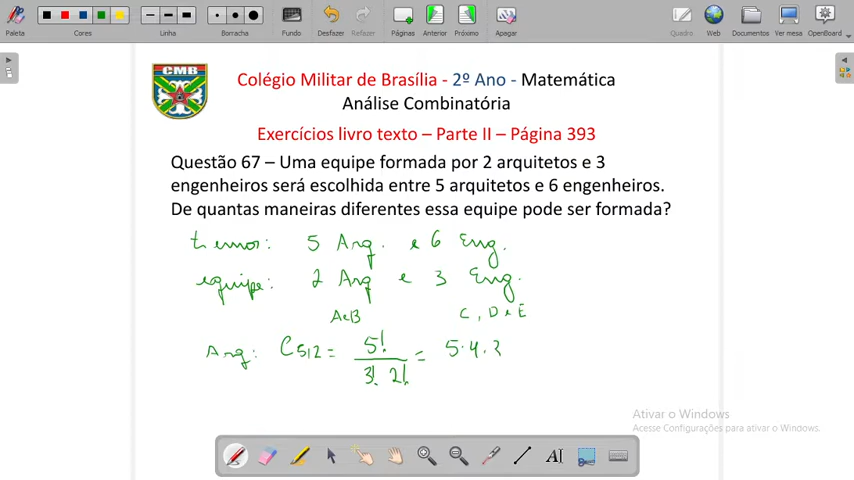 Paleta Cores Linha Borracha Fundo Desfazer Refazer Páginas Anterior Próximo Apagar Quadro Web Documentos Ver mesa OpenBoard
CMB
Colégio Militar de Brasília - 2º Ano - Matemática
Análise Combinatória
Exercícios livro texto – Parte II – Página 393
Questão 67 – Uma equipe formada por 2 arquitetos e 3
engenheiros será escolhida entre 5 arquitetos e 6 engenheiros.
De quantas maneiras diferentes essa equipe pode ser formada?
temos: 5 Arq. e 6 Eng.
equipe: 2 Arq e 3 Eng.
A e B C, D e E
Arq: C5,2 = 5! / 3! 2! = 5·4·3
Ativar o Windows
Acesse Configurações para ativar o Windows.